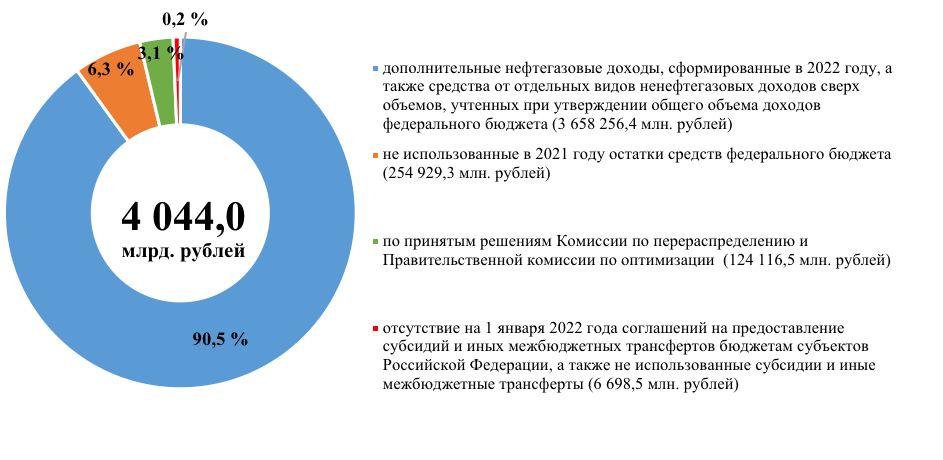 0,2 %
3,1 %
6,3 %
4 044,0
млрд. рублей
90,5 %
дополнительные нефтегазовые доходы, сформированные в 2022 году, а
также средства от отдельных видов ненефтегазовых доходов сверх
объемов, учтенных при утверждении общего объема доходов
федерального бюджета (3 658 256,4 млн. рублей)
не использованные в 2021 году остатки средств федерального бюджета
(254 929,3 млн. рублей)
по принятым решениям Комиссии по перераспределению и
Правительственной комиссии по оптимизации (124 116,5 млн. рублей)
отсутствие на 1 января 2022 года соглашений на предоставление
субсидий и иных межбюджетных трансфертов бюджетам субъектов
Российской Федерации, а также не использованные субсидии и иные
межбюджетные трансферты (6 698,5 млн. рублей)